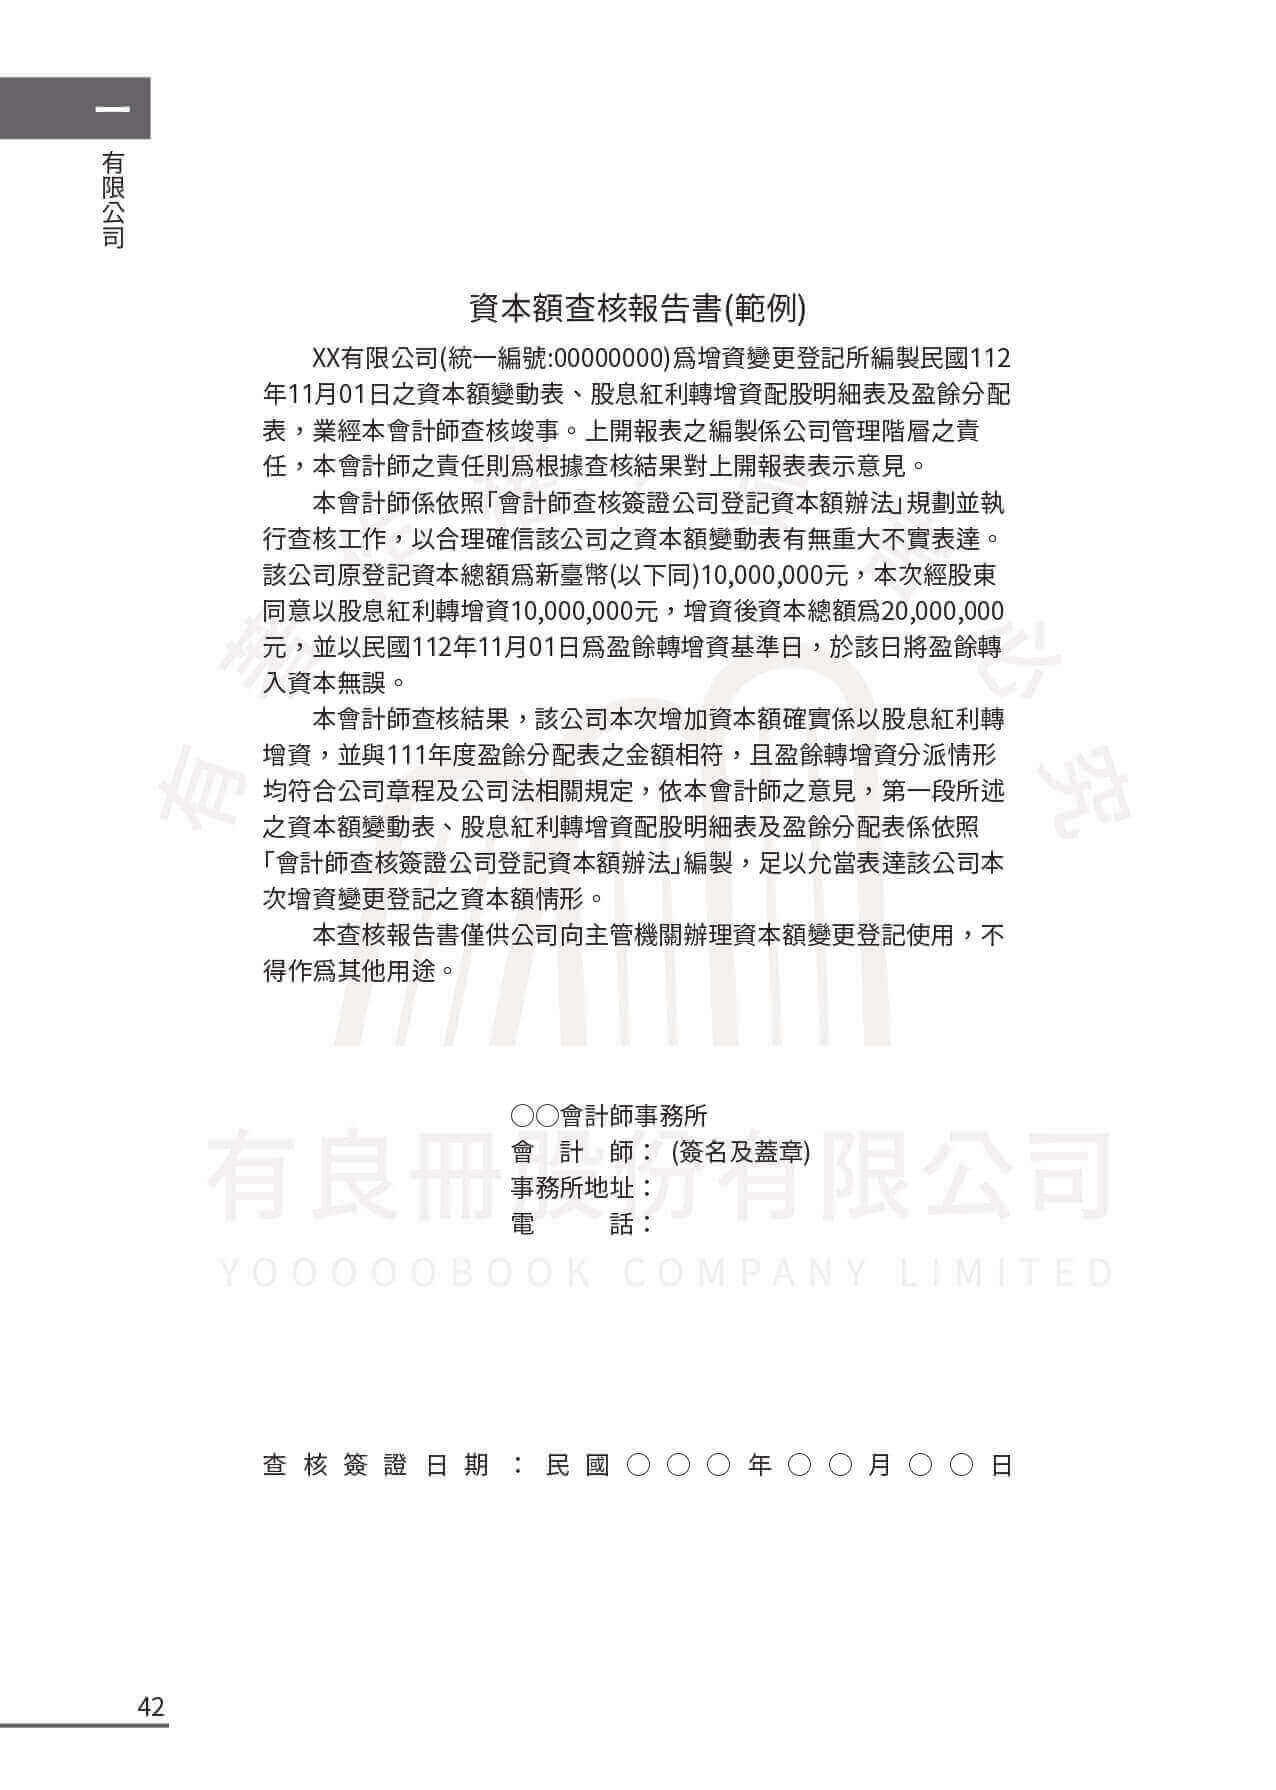 一
有限公司
資本額查核報告書(範例)
XX有限公司(統一編號:00000000)爲增資變更登記所編製民國112
年11月01日之資本額變動表、股息紅利轉增資配股明細表及盈餘分配
表，業經本會計師查核竣事。上開報表之編製係公司管理階層之責
任，本會計師之責任則爲根據查核結果對上開報表表示意見。
本會計師係依照「會計師查核簽證公司登記資本額辦法」規劃並執
行查核工作，以合理確信該公司之資本額變動表有無重大不實表達。
該公司原登記資本總額爲新臺幣(以下同)10,000,000元，本次經股東
同意以股息紅利轉增資10,000,000元，增資後資本總額爲20,000,000
元，並以民國112年11月01日爲盈餘轉增資基準日，於該日將盈餘轉
入資本無誤。
本會計師查核結果，該公司本次增加資本額確實係以股息紅利轉
增資，並與111年度盈餘分配表之金額相符，且盈餘轉增資分派情形
均符合公司章程及公司法相關規定，依本會計師之意見，第一段所述
之資本額變動表、股息紅利轉增資配股明細表及盈餘分配表係依照
「會計師查核簽證公司登記資本額辦法」編製，足以允當表達該公司本
次增資變更登記之資本額情形。
本查核報告書僅供公司向主管機關辦理資本額變更登記使用，不
得作爲其他用途。
〇〇會計師事務所
會　計　師：　(簽名及蓋章)
事務所地址：
電　　　話：
有良冊股份有限公司
YOOOOOBOOK COMPANY LIMITED
查核簽證日期：民國〇〇〇年〇〇月〇〇日
42